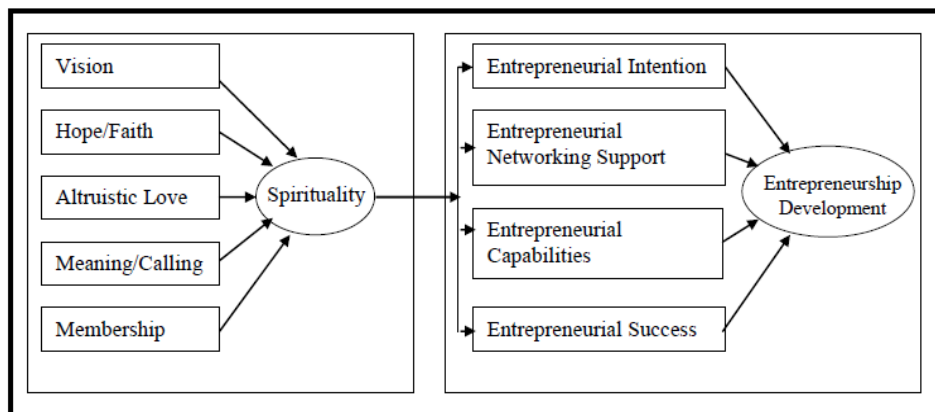 Vision
Hope/Faith
Altruistic Love
Meaning/Calling
Membership
Spirituality
Entrepreneurial Intention
Entrepreneurial
Networking Support
Entrepreneurial
Capabilities
Entrepreneurial Success
Entrepreneurship
Development